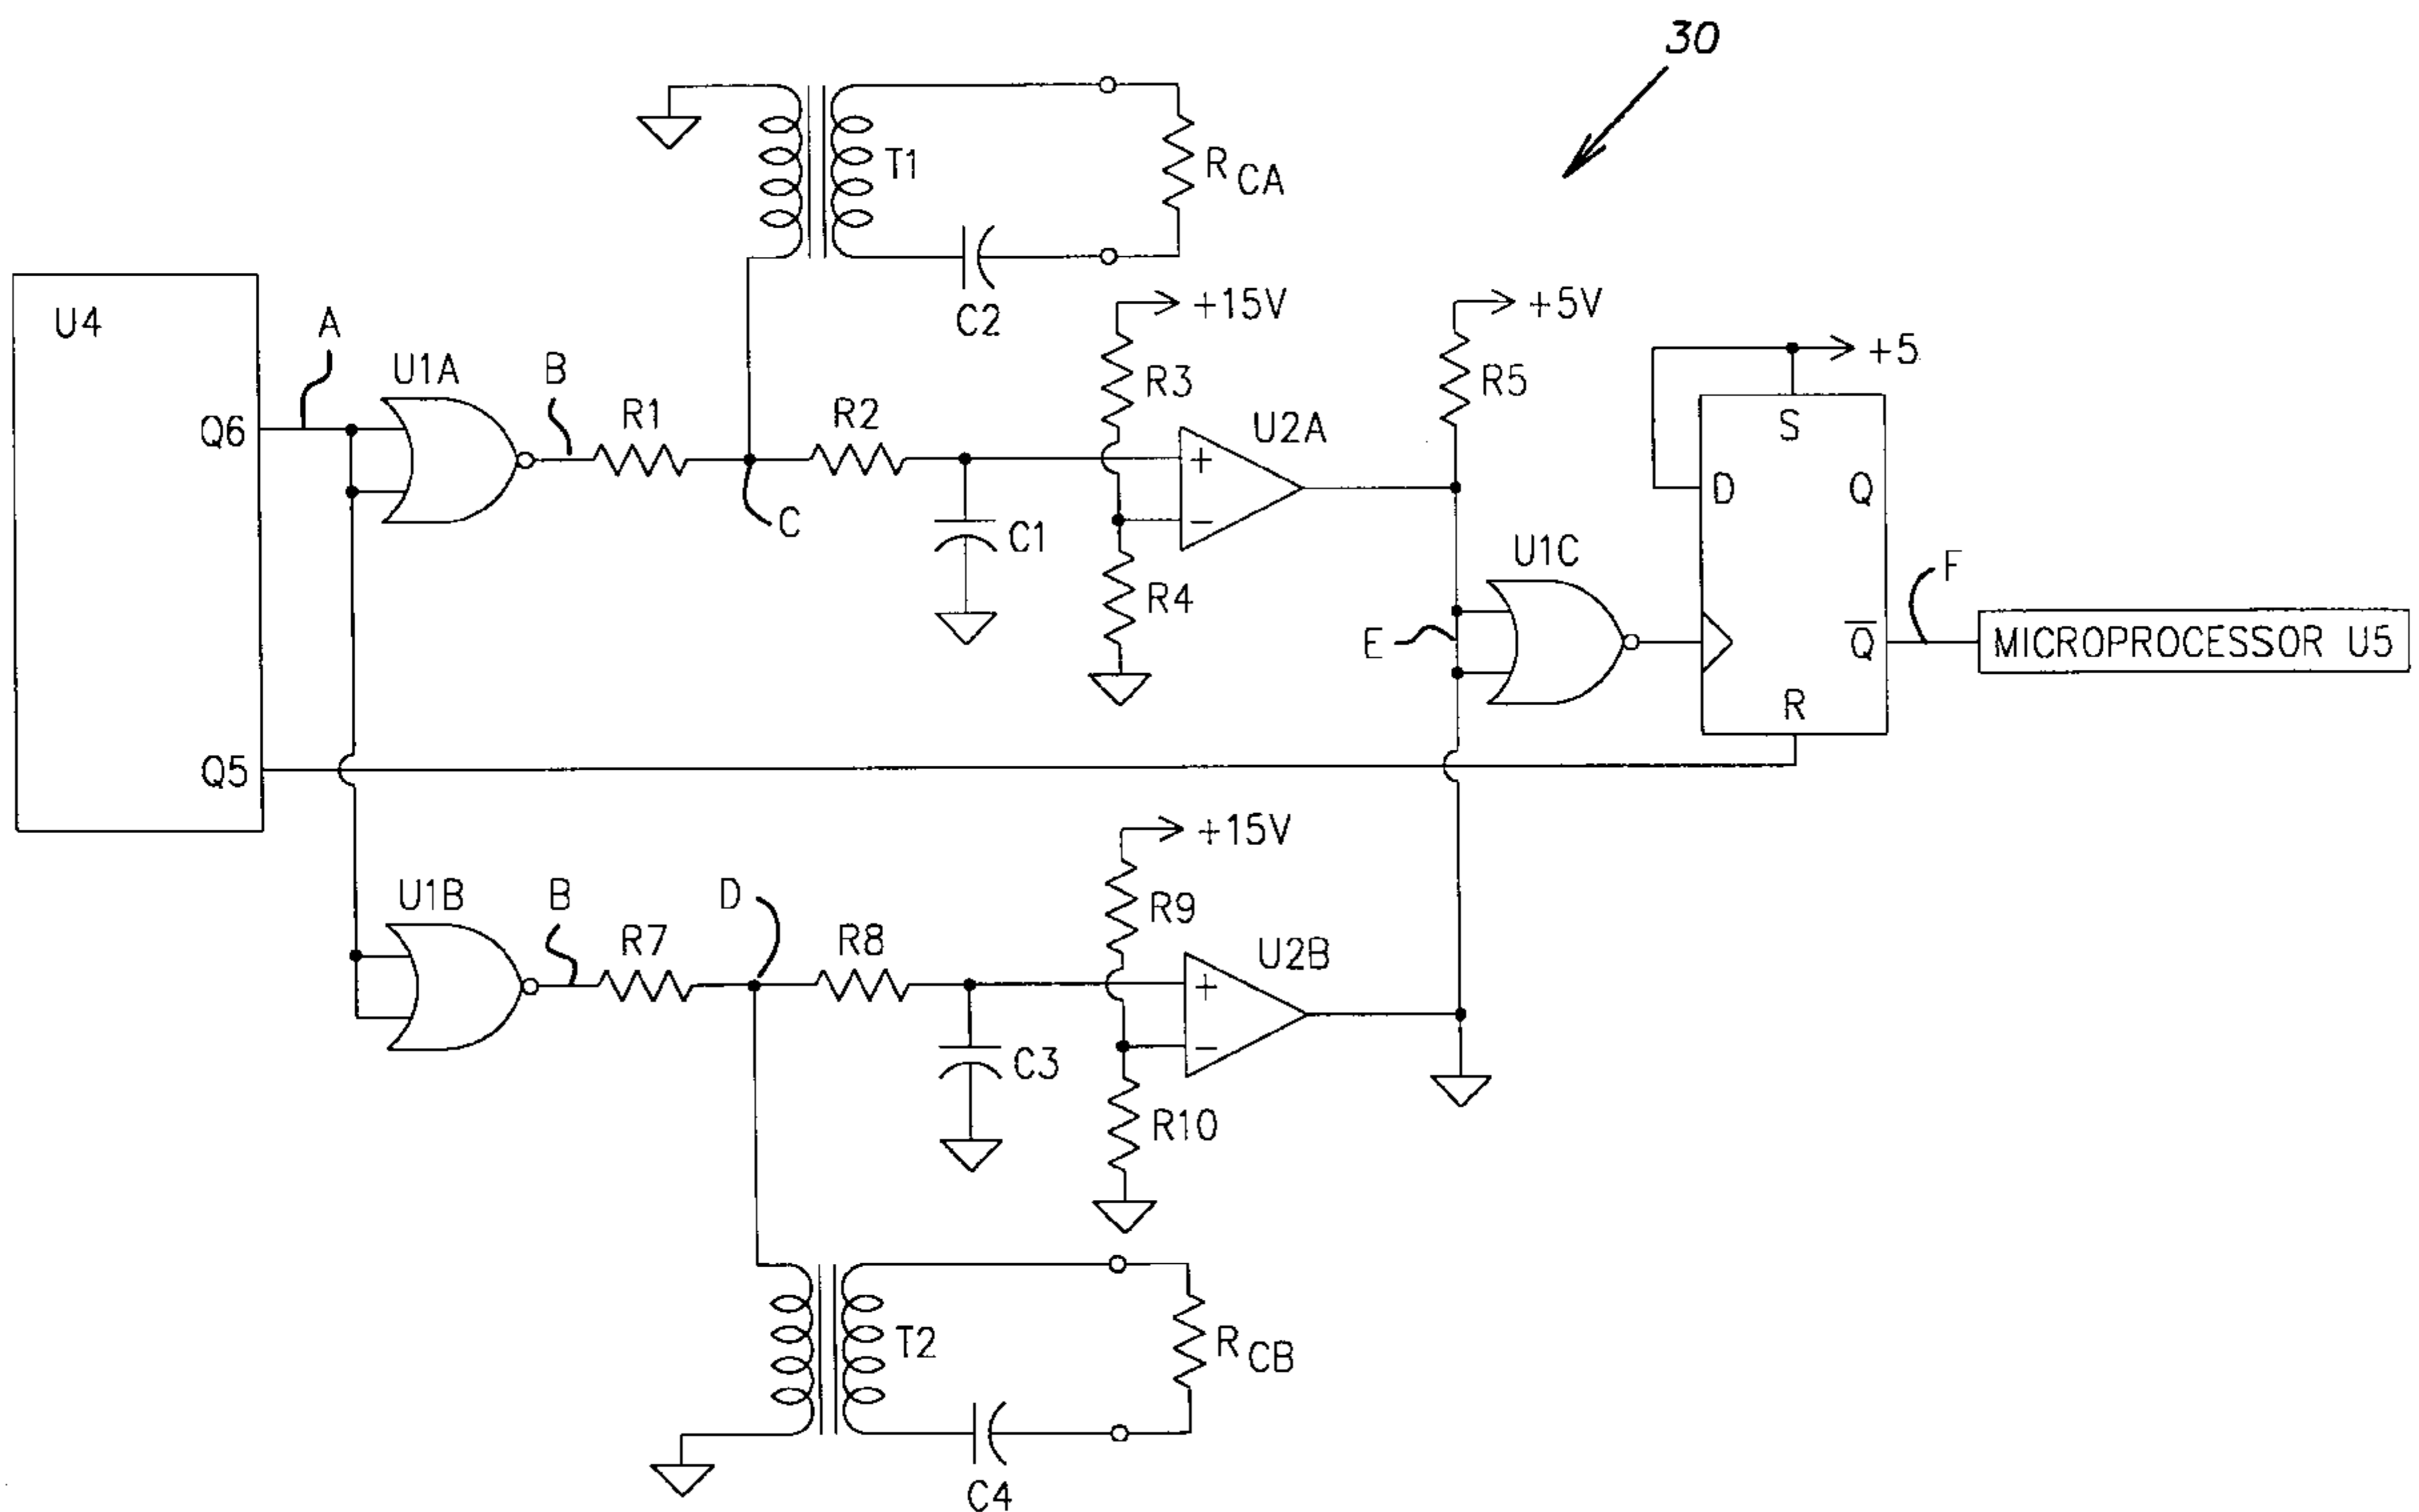 30
T1
R CA
C2
+15V
+5V
+5
U4
A
U1A
B
R1
R2
R3
R5
U2A
S
Q6
+
D
Q
C
−
C1
U1C
F
R4
E
Q̅
MICROPROCESSOR U5
R
Q5
+15V
U1B
B
D
R7
R8
R9
U2B
+
−
C3
R10
T2
R CB
C4